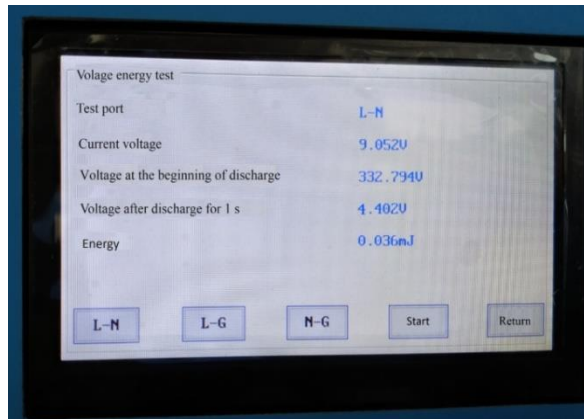 Volage energy test
Test port L-N
Current voltage 9.052V
Voltage at the beginning of discharge 332.794V
Voltage after discharge for 1 s 4.402V
Energy 0.036mJ
L-N L-G N-G Start Return